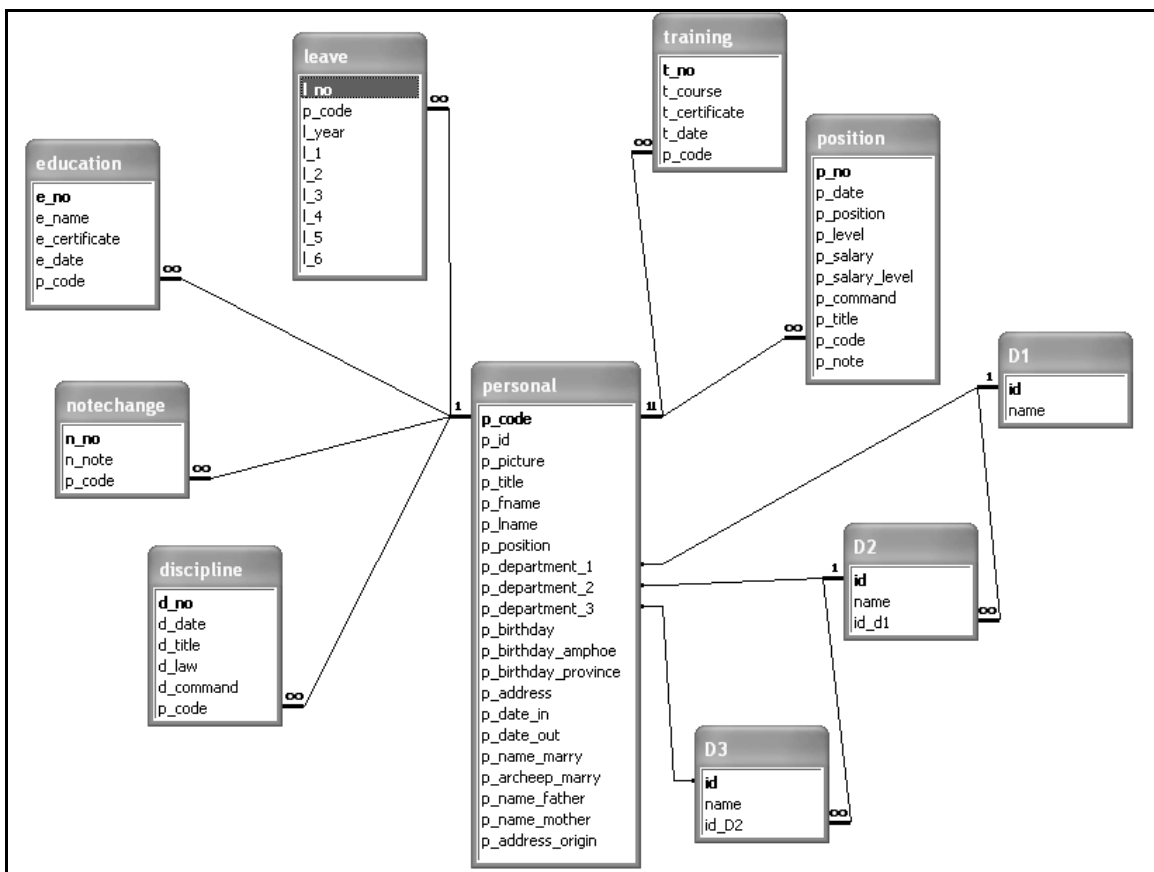 leave
l_no
p_code
l_year
l_1
l_2
l_3
l_4
l_5
l_6
∞
training
t_no
t_course
t_certificate
t_date
p_code
∞
position
p_no
p_date
p_position
p_level
p_salary
p_salary_level
p_command
p_title
p_code
p_note
∞
education
e_no
e_name
e_certificate
e_date
p_code
∞
notechange
n_no
n_note
p_code
∞
discipline
d_no
d_date
d_title
d_law
d_command
p_code
∞
personal
1
11
p_code
p_id
p_picture
p_title
p_fname
p_lname
p_position
p_department_1
p_department_2
p_department_3
p_birthday
p_birthday_amphoe
p_birthday_province
p_address
p_date_in
p_date_out
p_name_marry
p_archeep_marry
p_name_father
p_name_mother
p_address_origin
D1
1
id
name
D2
1
id
name
id_d1
∞
D3
id
name
id_D2
∞